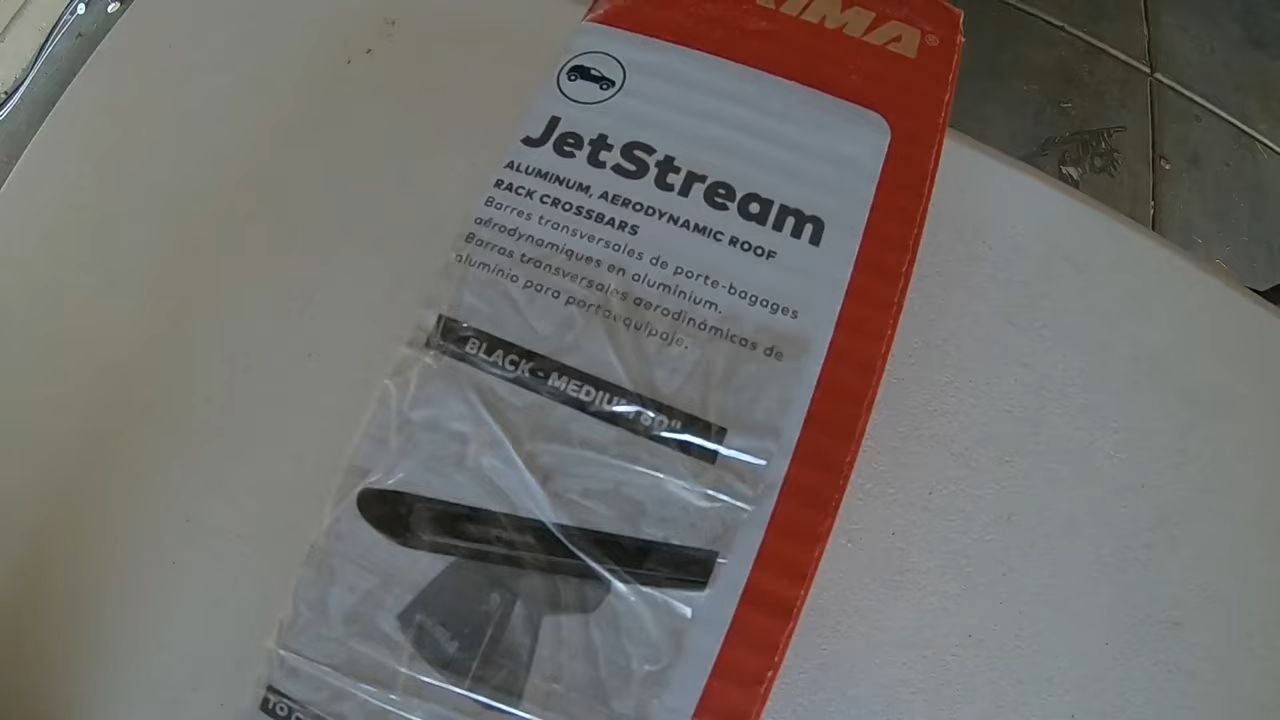 JetStream
ALUMINUM, AERODYNAMIC ROOF
RACK CROSSBARS
Barres transversales de porte-bagages
aérodynamiques en aluminium.
Barras transversales aerodinámicas de
aluminio para portaequipaje.
BLACK - MEDIUM
TO